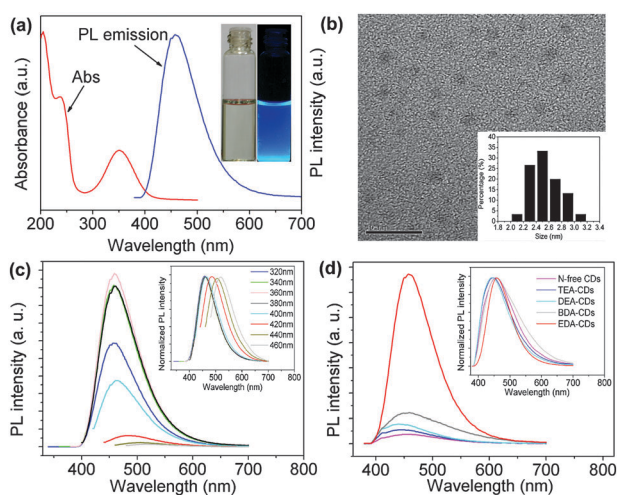 (a)
PL emission
Abs
Absorbance (a.u.)
PL intensity (a.u.)
200 300 400 500 600 700
Wavelength (nm)
(b)
Percentage (%)
40
35
30
25
20
15
10
5
0
1.8 2.0 2.2 2.4 2.6 2.8 3.0 3.2 3.4
Size (nm)
(c)
PL intensity (a. u.)
400 500 600 700 800
Wavelength (nm)
Normalized PL intensity
320nm
340nm
360nm
380nm
400nm
420nm
440nm
460nm
400 500 600 700 800
Wavelength (nm)
(d)
PL intensity (a. u.)
400 500 600 700 800
Wavelength (nm)
Normalized PL intensity
N-free CDs
TEA-CDs
DEA-CDs
BDA-CDs
EDA-CDs
400 500 600 700 800
Wavelength (nm)